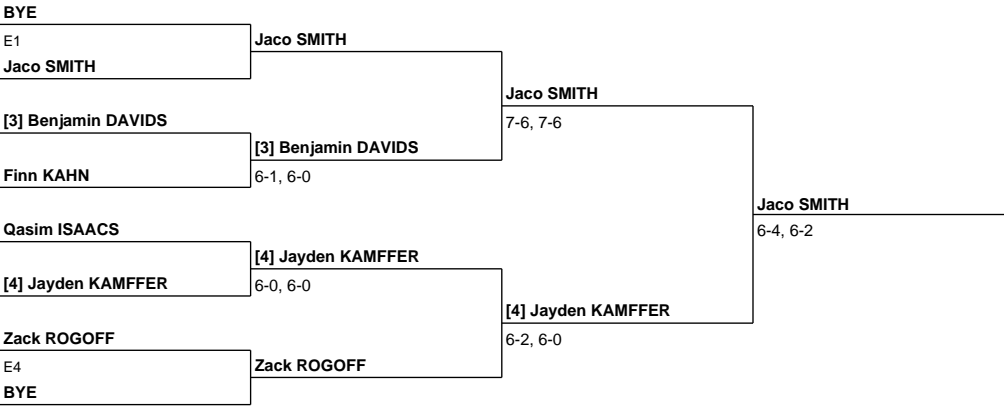 BYE
E1
Jaco SMITH
Jaco SMITH
[3] Benjamin DAVIDS
Finn KAHN
[3] Benjamin DAVIDS
6-1, 6-0
Jaco SMITH
7-6, 7-6
Qasim ISAACS
[4] Jayden KAMFFER
[4] Jayden KAMFFER
6-0, 6-0
Zack ROGOFF
E4
BYE
Zack ROGOFF
[4] Jayden KAMFFER
6-2, 6-0
Jaco SMITH
6-4, 6-2